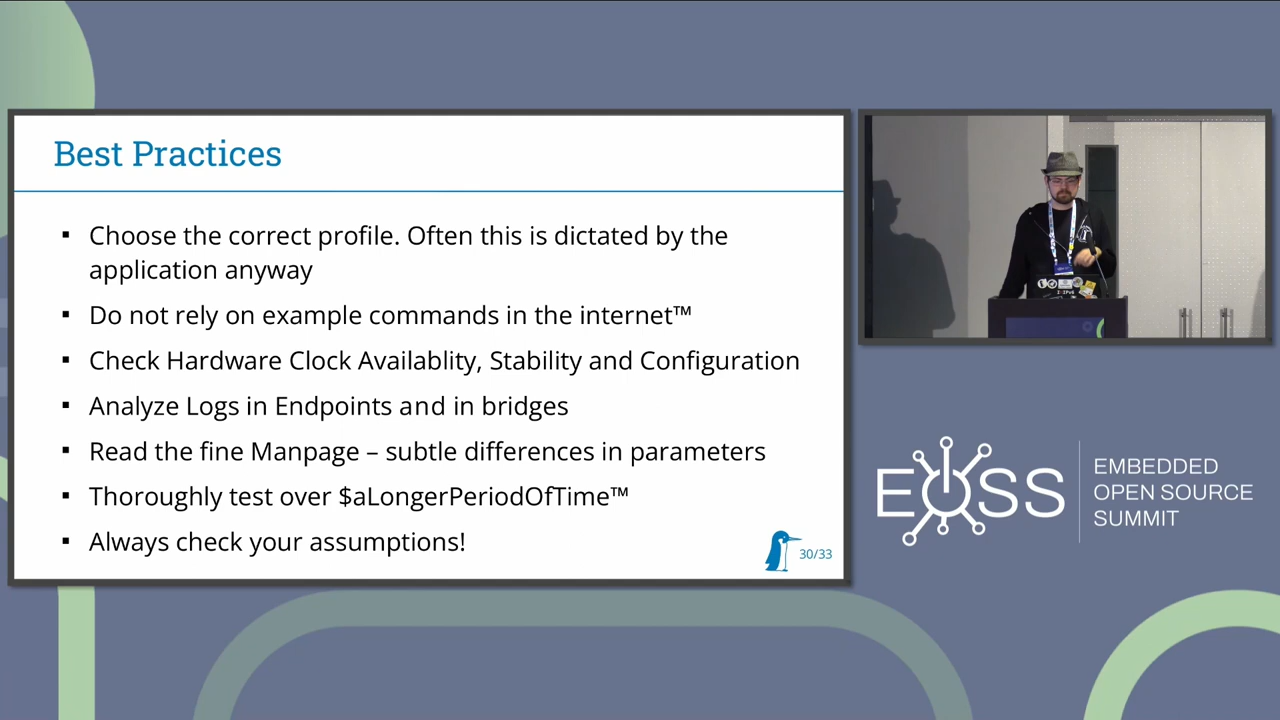 Best Practices
▪ Choose the correct profile. Often this is dictated by the
application anyway
▪ Do not rely on example commands in the internet™
▪ Check Hardware Clock Availablity, Stability and Configuration
▪ Analyze Logs in Endpoints and in bridges
▪ Read the fine Manpage – subtle differences in parameters
▪ Thoroughly test over $aLongerPeriodOfTime™
▪ Always check your assumptions!
30/33
EOSS
EMBEDDED
OPEN SOURCE
SUMMIT